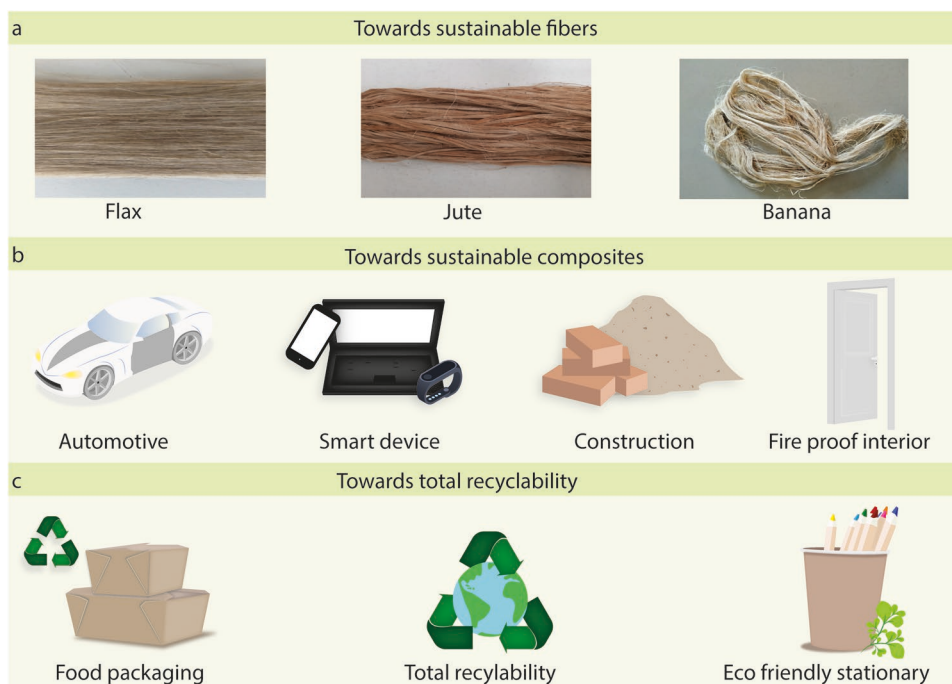 a
Towards sustainable fibers
Flax
Jute
Banana
b
Towards sustainable composites
Automotive
Smart device
Construction
Fire proof interior
c
Towards total recyclability
Food packaging
Total recylability
Eco friendly stationary